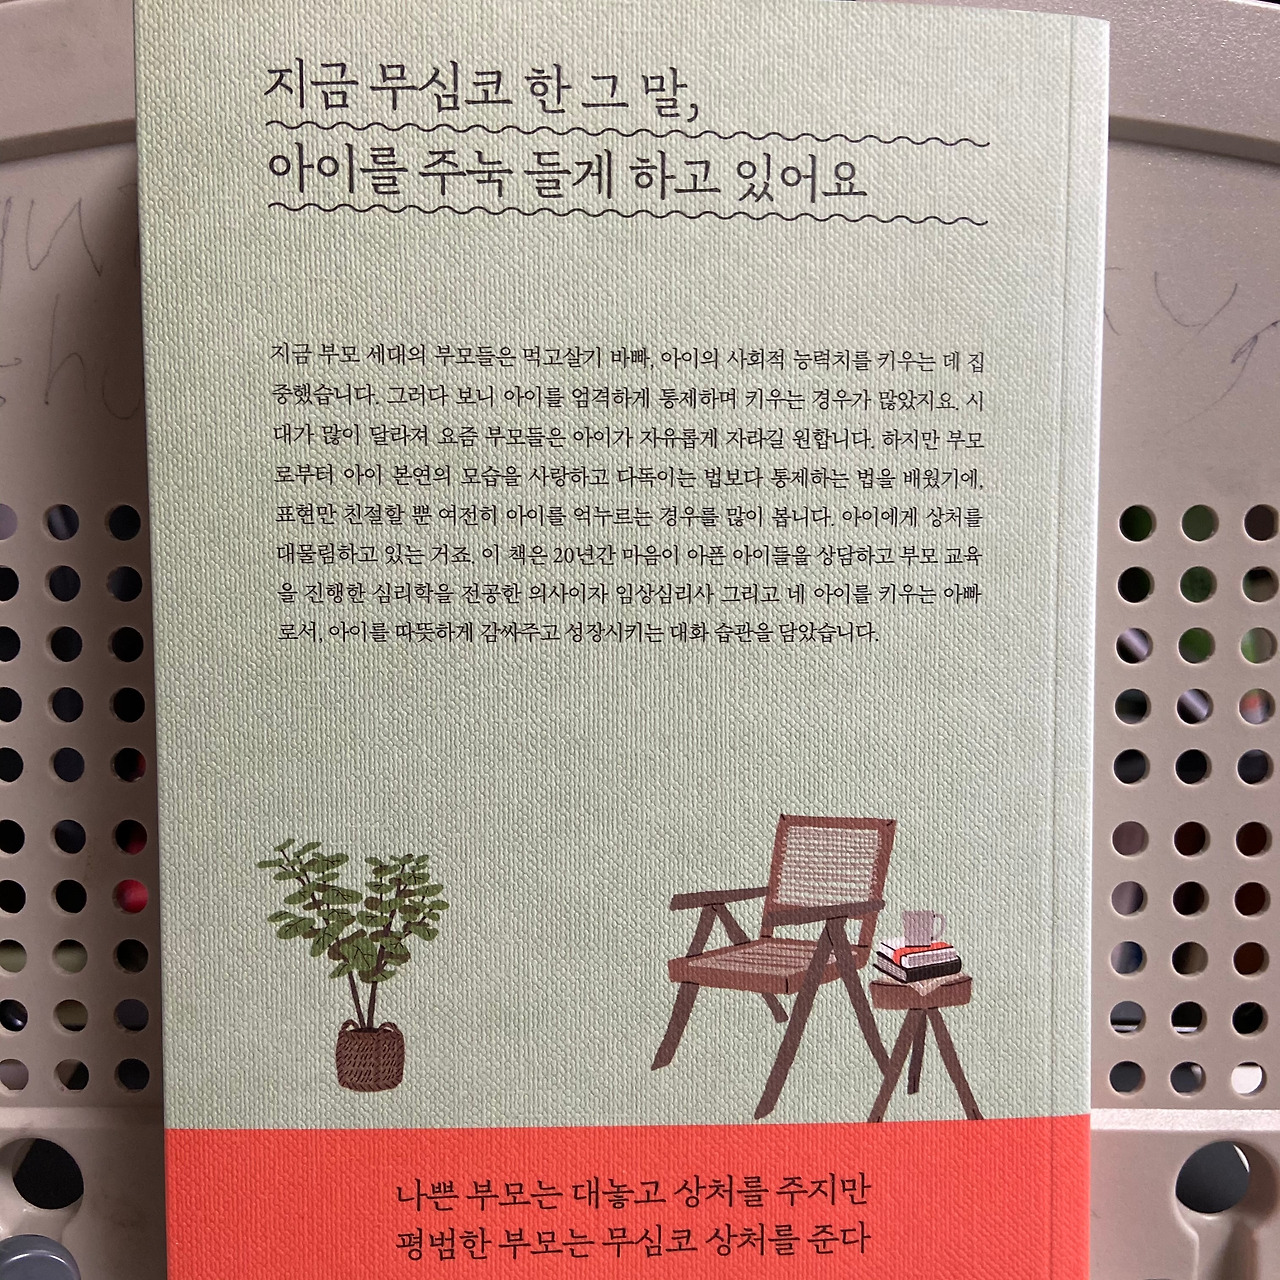 지금 무심코 한 그 말,
아이를 주눅 들게 하고 있어요
지금 부모 세대의 부모들은 먹고살기 바빠, 아이의 사회적 능력치를 키우는 데 집
중했습니다. 그러다 보니 아이를 엄격하게 통제하며 키우는 경우가 많았지요. 시
대가 많이 달라져 요즘 부모들은 아이가 자유롭게 자라길 원합니다. 하지만 부모
로부터 아이 본연의 모습을 사랑하고 다독이는 법보다 통제하는 법을 배웠기에,
표현만 친절할 뿐 여전히 아이를 억누르는 경우를 많이 봅니다. 아이에게 상처를
대물림하고 있는 거죠. 이 책은 20년간 마음이 아픈 아이들을 상담하고 부모 교육
을 진행한 심리학을 전공한 의사이자 임상심리사 그리고 네 아이를 키우는 아빠
로서, 아이를 따뜻하게 감싸주고 성장시키는 대화 습관을 담았습니다.
나쁜 부모는 대놓고 상처를 주지만
평범한 부모는 무심코 상처를 준다